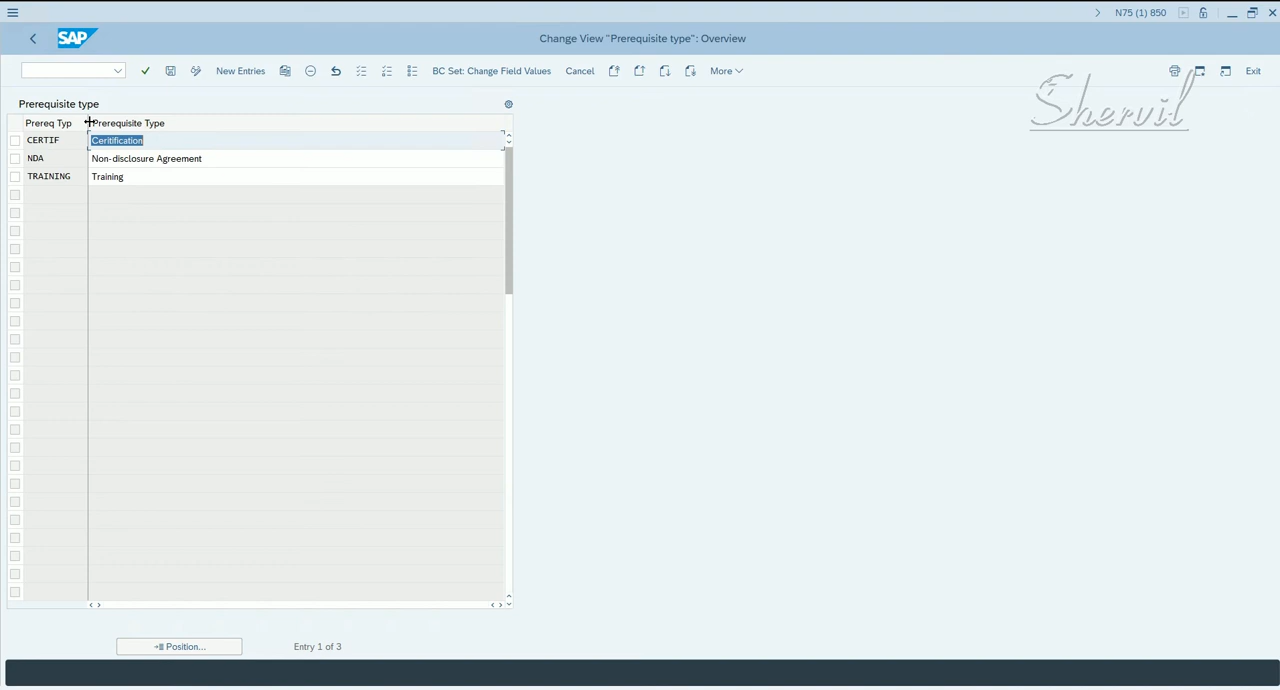 N75 (1) 850
SAP
Change View "Prerequisite type": Overview
New Entries
BC Set: Change Field Values
Cancel
More
Exit
Shervil
Prerequisite type
Prereq Typ Prerequisite Type
CERTIF Ceritification
NDA Non-disclosure Agreement
TRAINING Training
Position...
Entry 1 of 3